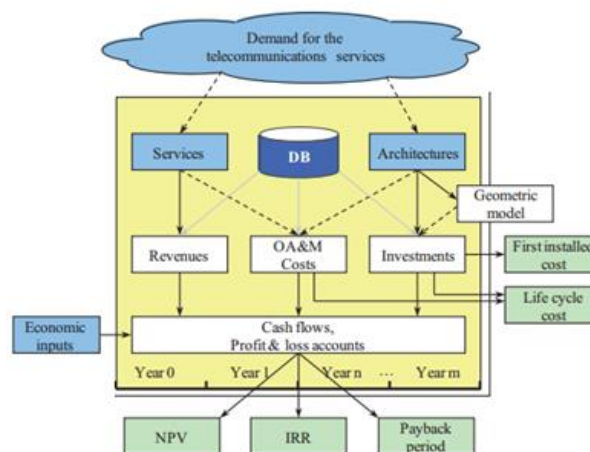 Demand for the
telecommunications services
Services
DB
Architectures
Geometric
model
Revenues
OA&M
Costs
Investments
First installed
cost
Life cycle
cost
Economic
inputs
Cash flows,
Profit & loss accounts
Year 0 Year 1 Year n ... Year m
NPV
IRR
Payback
period